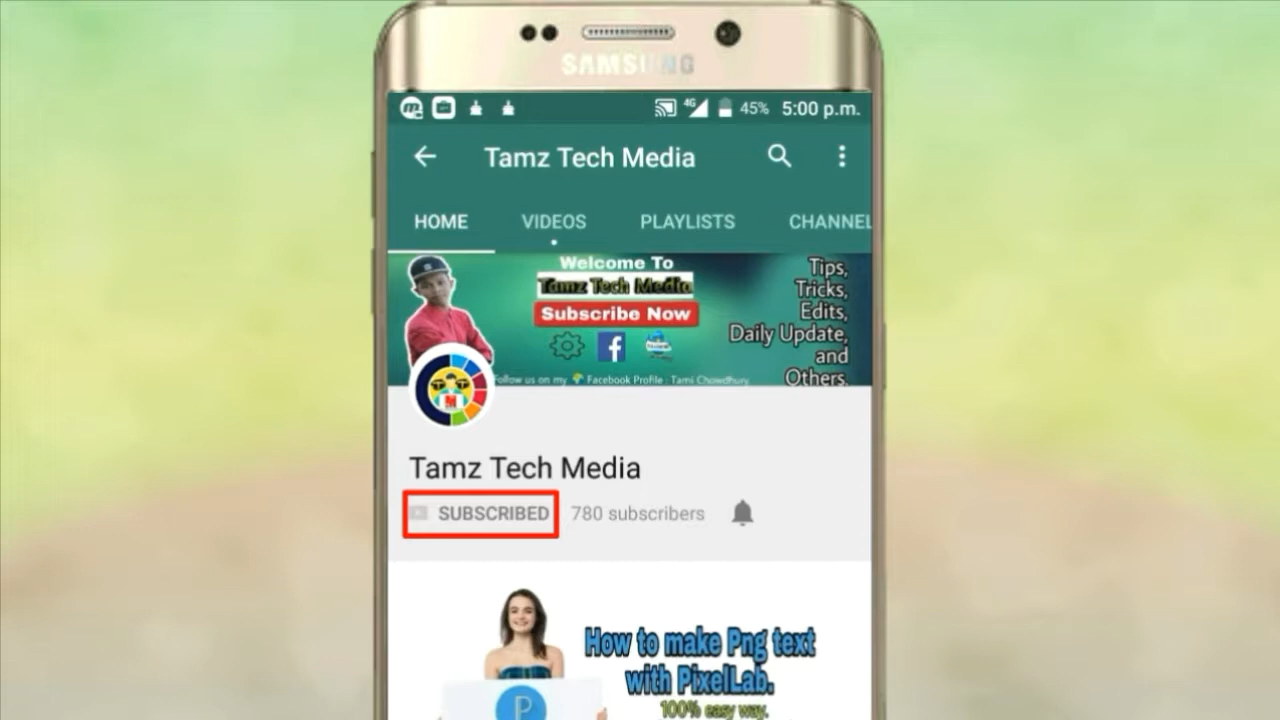 SAMSUNG
4G 45% 5:00 p.m.
Tamz Tech Media
HOME VIDEOS PLAYLISTS CHANNEL
Welcome To
Tamz Tech Media
Subscribe Now
Tips,
Tricks,
Edits,
Daily Update,
and
Others.
Follow us on my Facebook Profile : Tami Chowdhury
Tamz Tech Media
SUBSCRIBED 780 subscribers
How to make Png text
with PixelLab.
100% easy way.
P